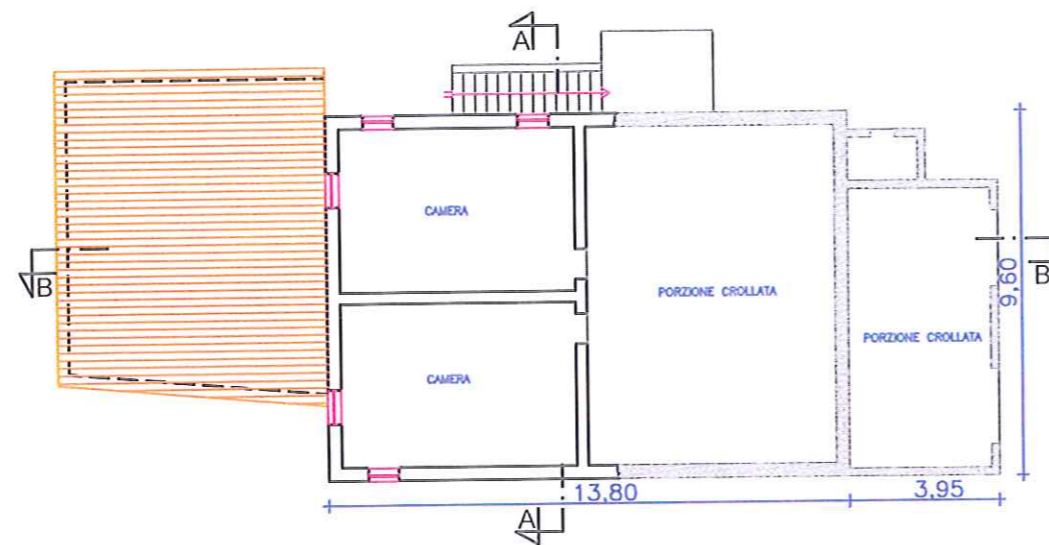 A
CAMERA
B
B
9,60
PORZIONE CROLLATA
PORZIONE CROLLATA
CAMERA
13,80
3,95
A